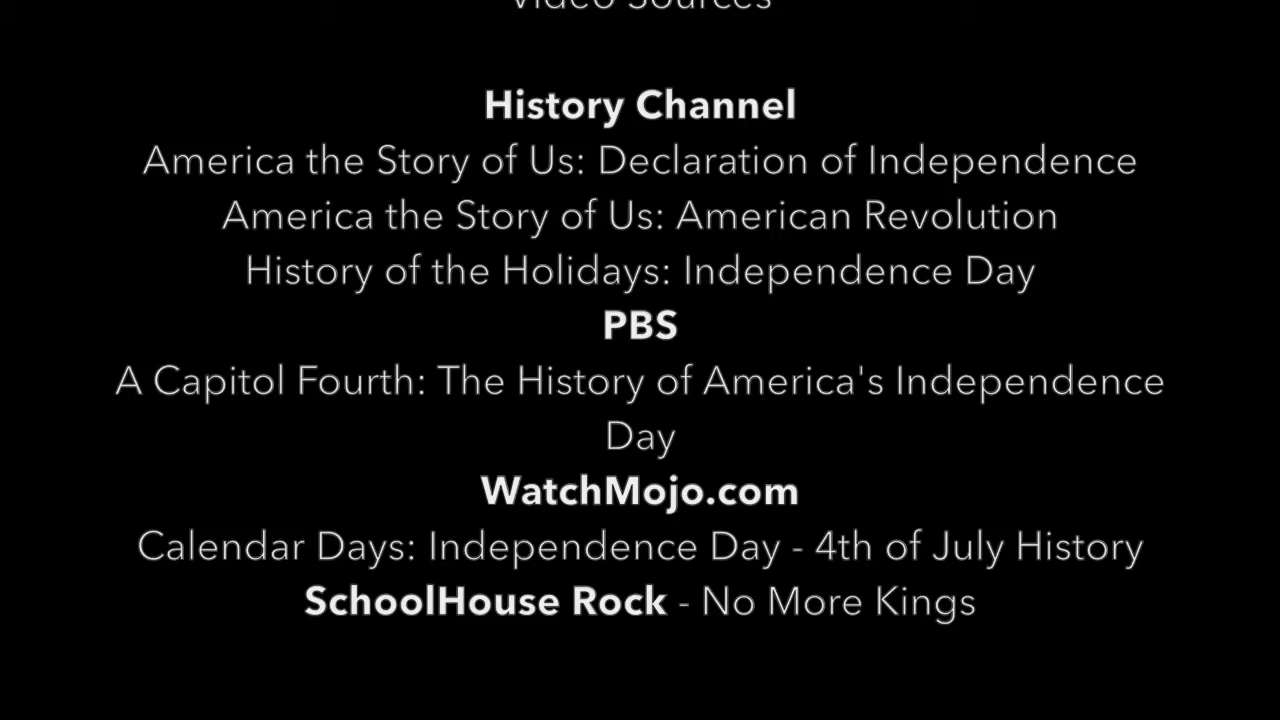 Video Sources
History Channel
America the Story of Us: Declaration of Independence
America the Story of Us: American Revolution
History of the Holidays: Independence Day
PBS
A Capitol Fourth: The History of America's Independence
Day
WatchMojo.com
Calendar Days: Independence Day - 4th of July History
SchoolHouse Rock - No More Kings